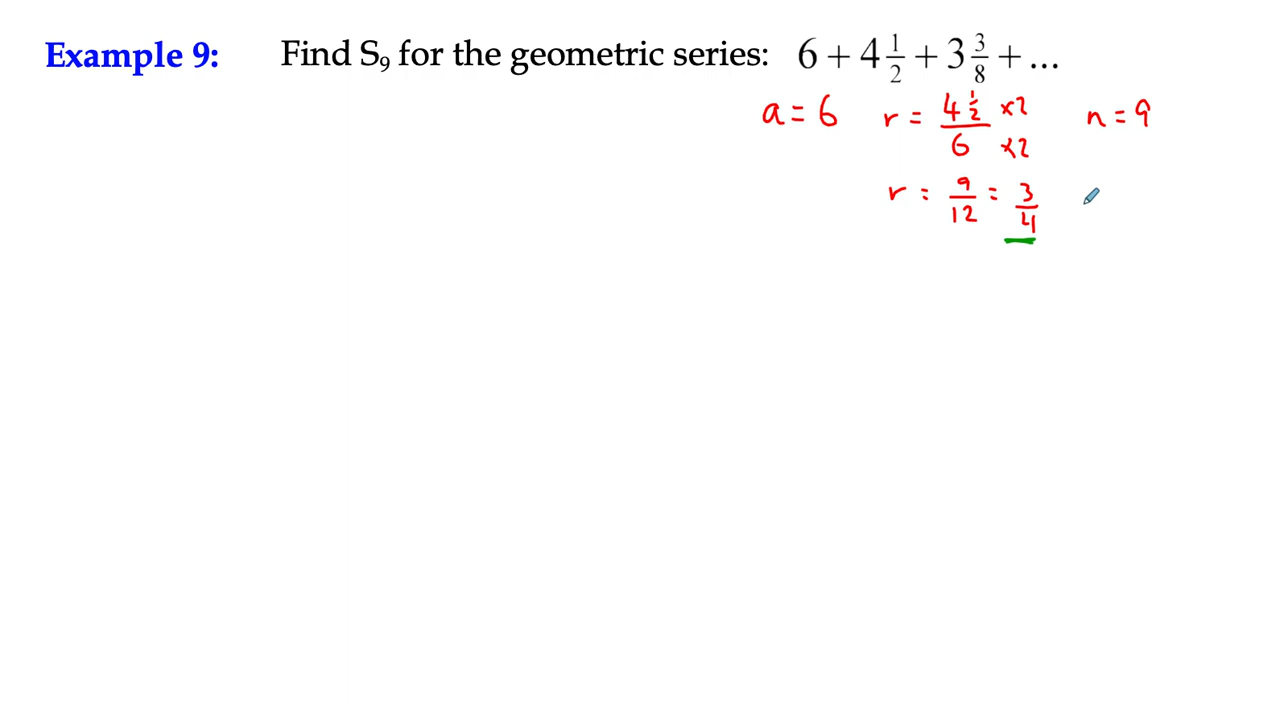 Example 9: Find S₉ for the geometric series: 6 + 4 1/2 + 3 3/8 + ...
a = 6 r = 4 1/2 ×2 / 6 ×2 n = 9
r = 9/12 = 3/4